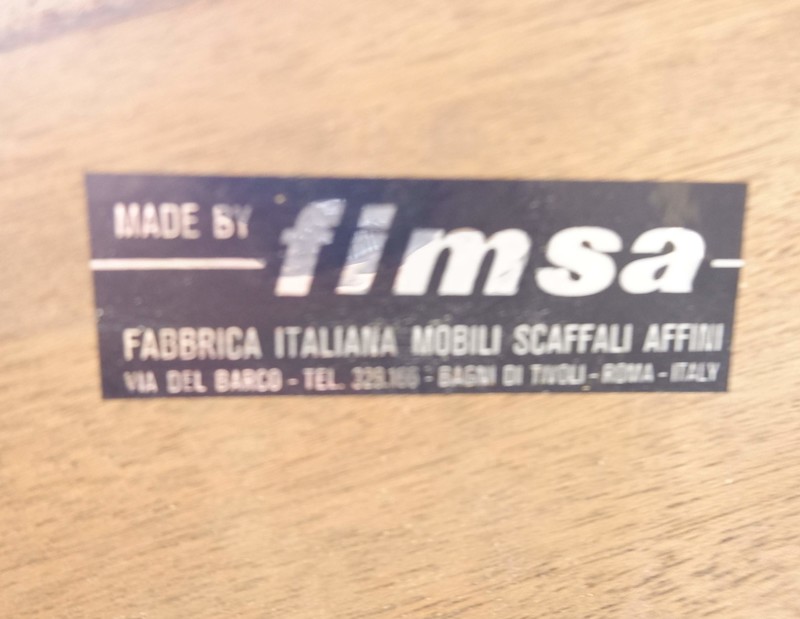 MADE BY fimsa
FABBRICA ITALIANA MOBILI SCAFFALI AFFINI
VIA DEL BARCO - TEL. - BAGNI DI TIVOLI - ROMA - ITALY